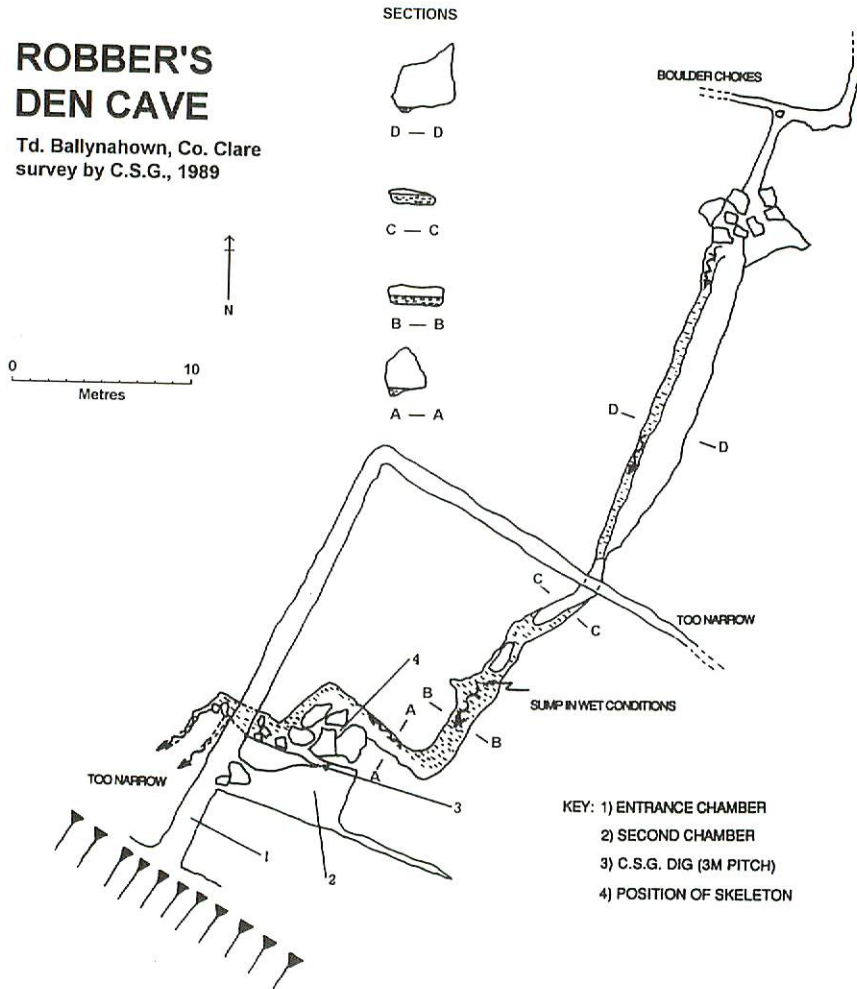 SECTIONS
ROBBER'S
DEN CAVE
Td. Ballynahown, Co. Clare
survey by C.S.G., 1989
D — D
C — C
B — B
A — A
N
0 10
Metres
BOULDER CHOKES
D
D
C
C
TOO NARROW
4
B
A
SUMP IN WET CONDITIONS
B
A
TOO NARROW
3
1
2
KEY: 1) ENTRANCE CHAMBER
2) SECOND CHAMBER
3) C.S.G. DIG (3M PITCH)
4) POSITION OF SKELETON